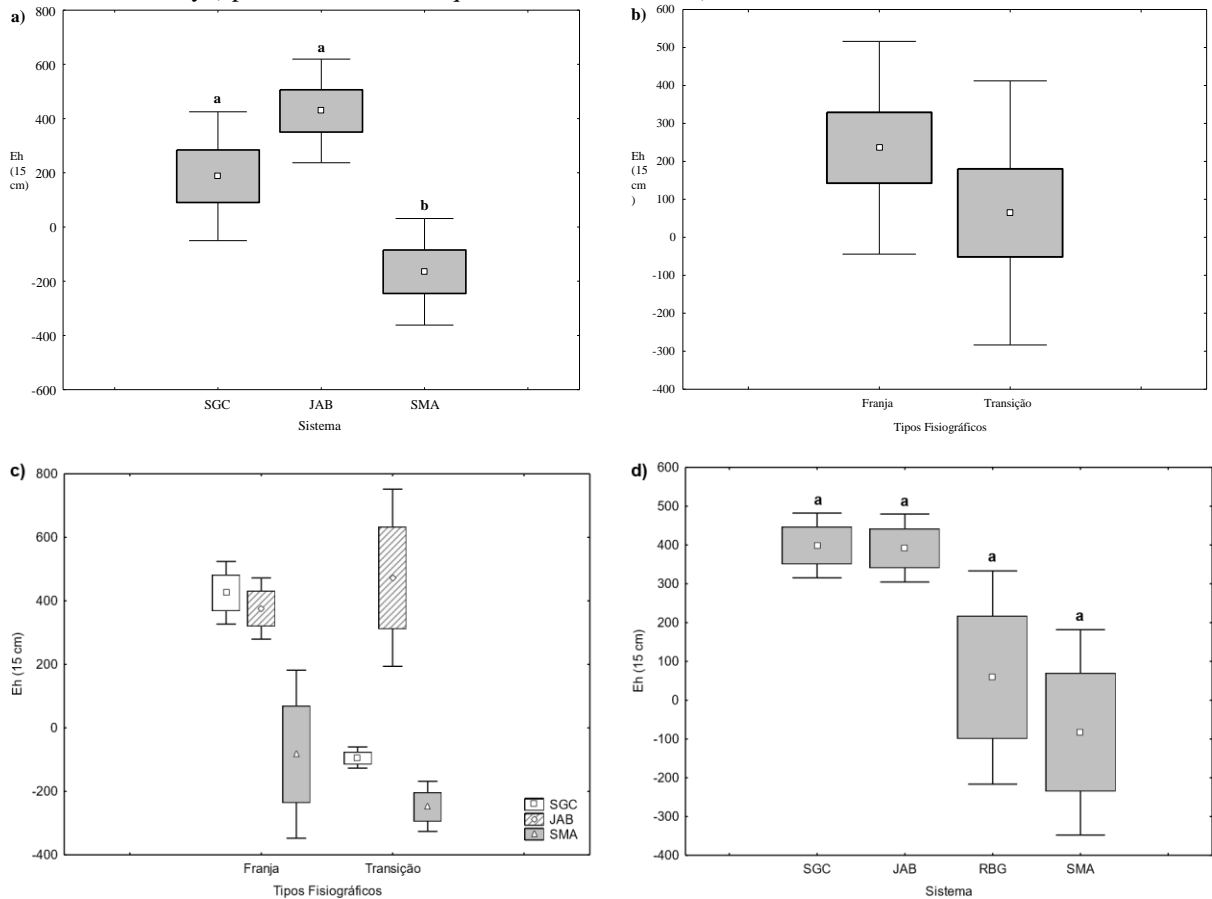 a)
800
600
400
200
0
-200
-400
-600
Eh
(15
cm)
a
a
b
SGC JAB SMA
Sistema
b)
600
500
400
300
200
100
0
-100
-200
-300
-400
Eh
(15
cm
)
Franja Transição
Tipos Fisiográficos
c)
800
600
400
200
0
-200
-400
Eh (15 cm)
SGC
JAB
SMA
Franja Transição
Tipos Fisiográficos
d)
600
500
400
300
200
100
0
-100
-200
-300
-400
Eh (15 cm)
a a
a
a
SGC JAB RBG SMA
Sistema